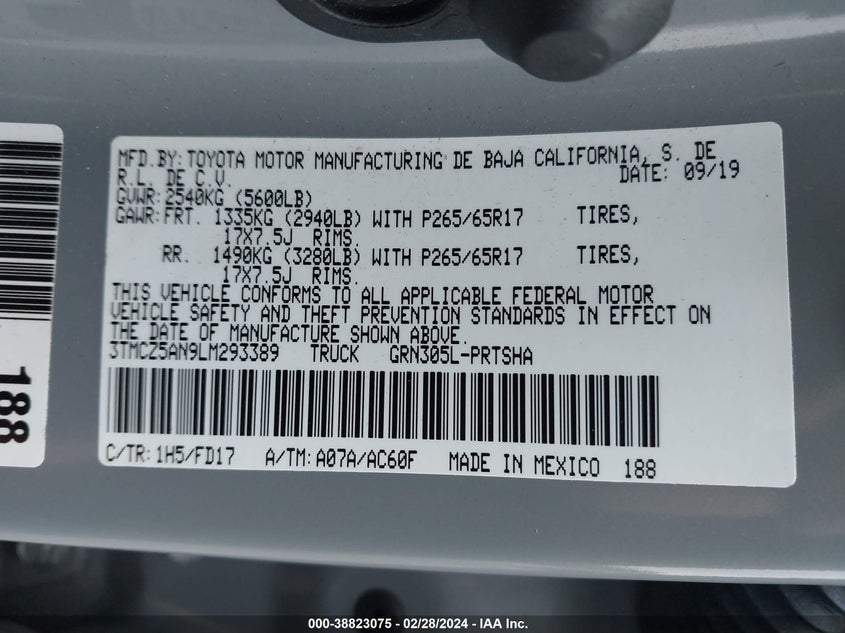 MFD.BY: TOYOTA MOTOR MANUFACTURING DE BAJA CALIFORNIA, S. DE
R.L. DE C.V. DATE: 09/19
GVWR: 2540KG (5600LB)
GAWR: FRT. 1335KG (2940LB) WITH P265/65R17 TIRES,
17X7.5J RIMS.
RR. 1490KG (3280LB) WITH P265/65R17 TIRES,
17X7.5J RIMS.
THIS VEHICLE CONFORMS TO ALL APPLICABLE FEDERAL MOTOR
VEHICLE SAFETY AND THEFT PREVENTION STANDARDS IN EFFECT ON
THE DATE OF MANUFACTURE SHOWN ABOVE.
3TMCZ5AN9LM293389 TRUCK GRN305L-PRTSHA
C/TR: 1H5/FD17 A/TM: A07A/AC60F MADE IN MEXICO 188
188
000-38823075 — 02/28/2024 — IAA Inc.